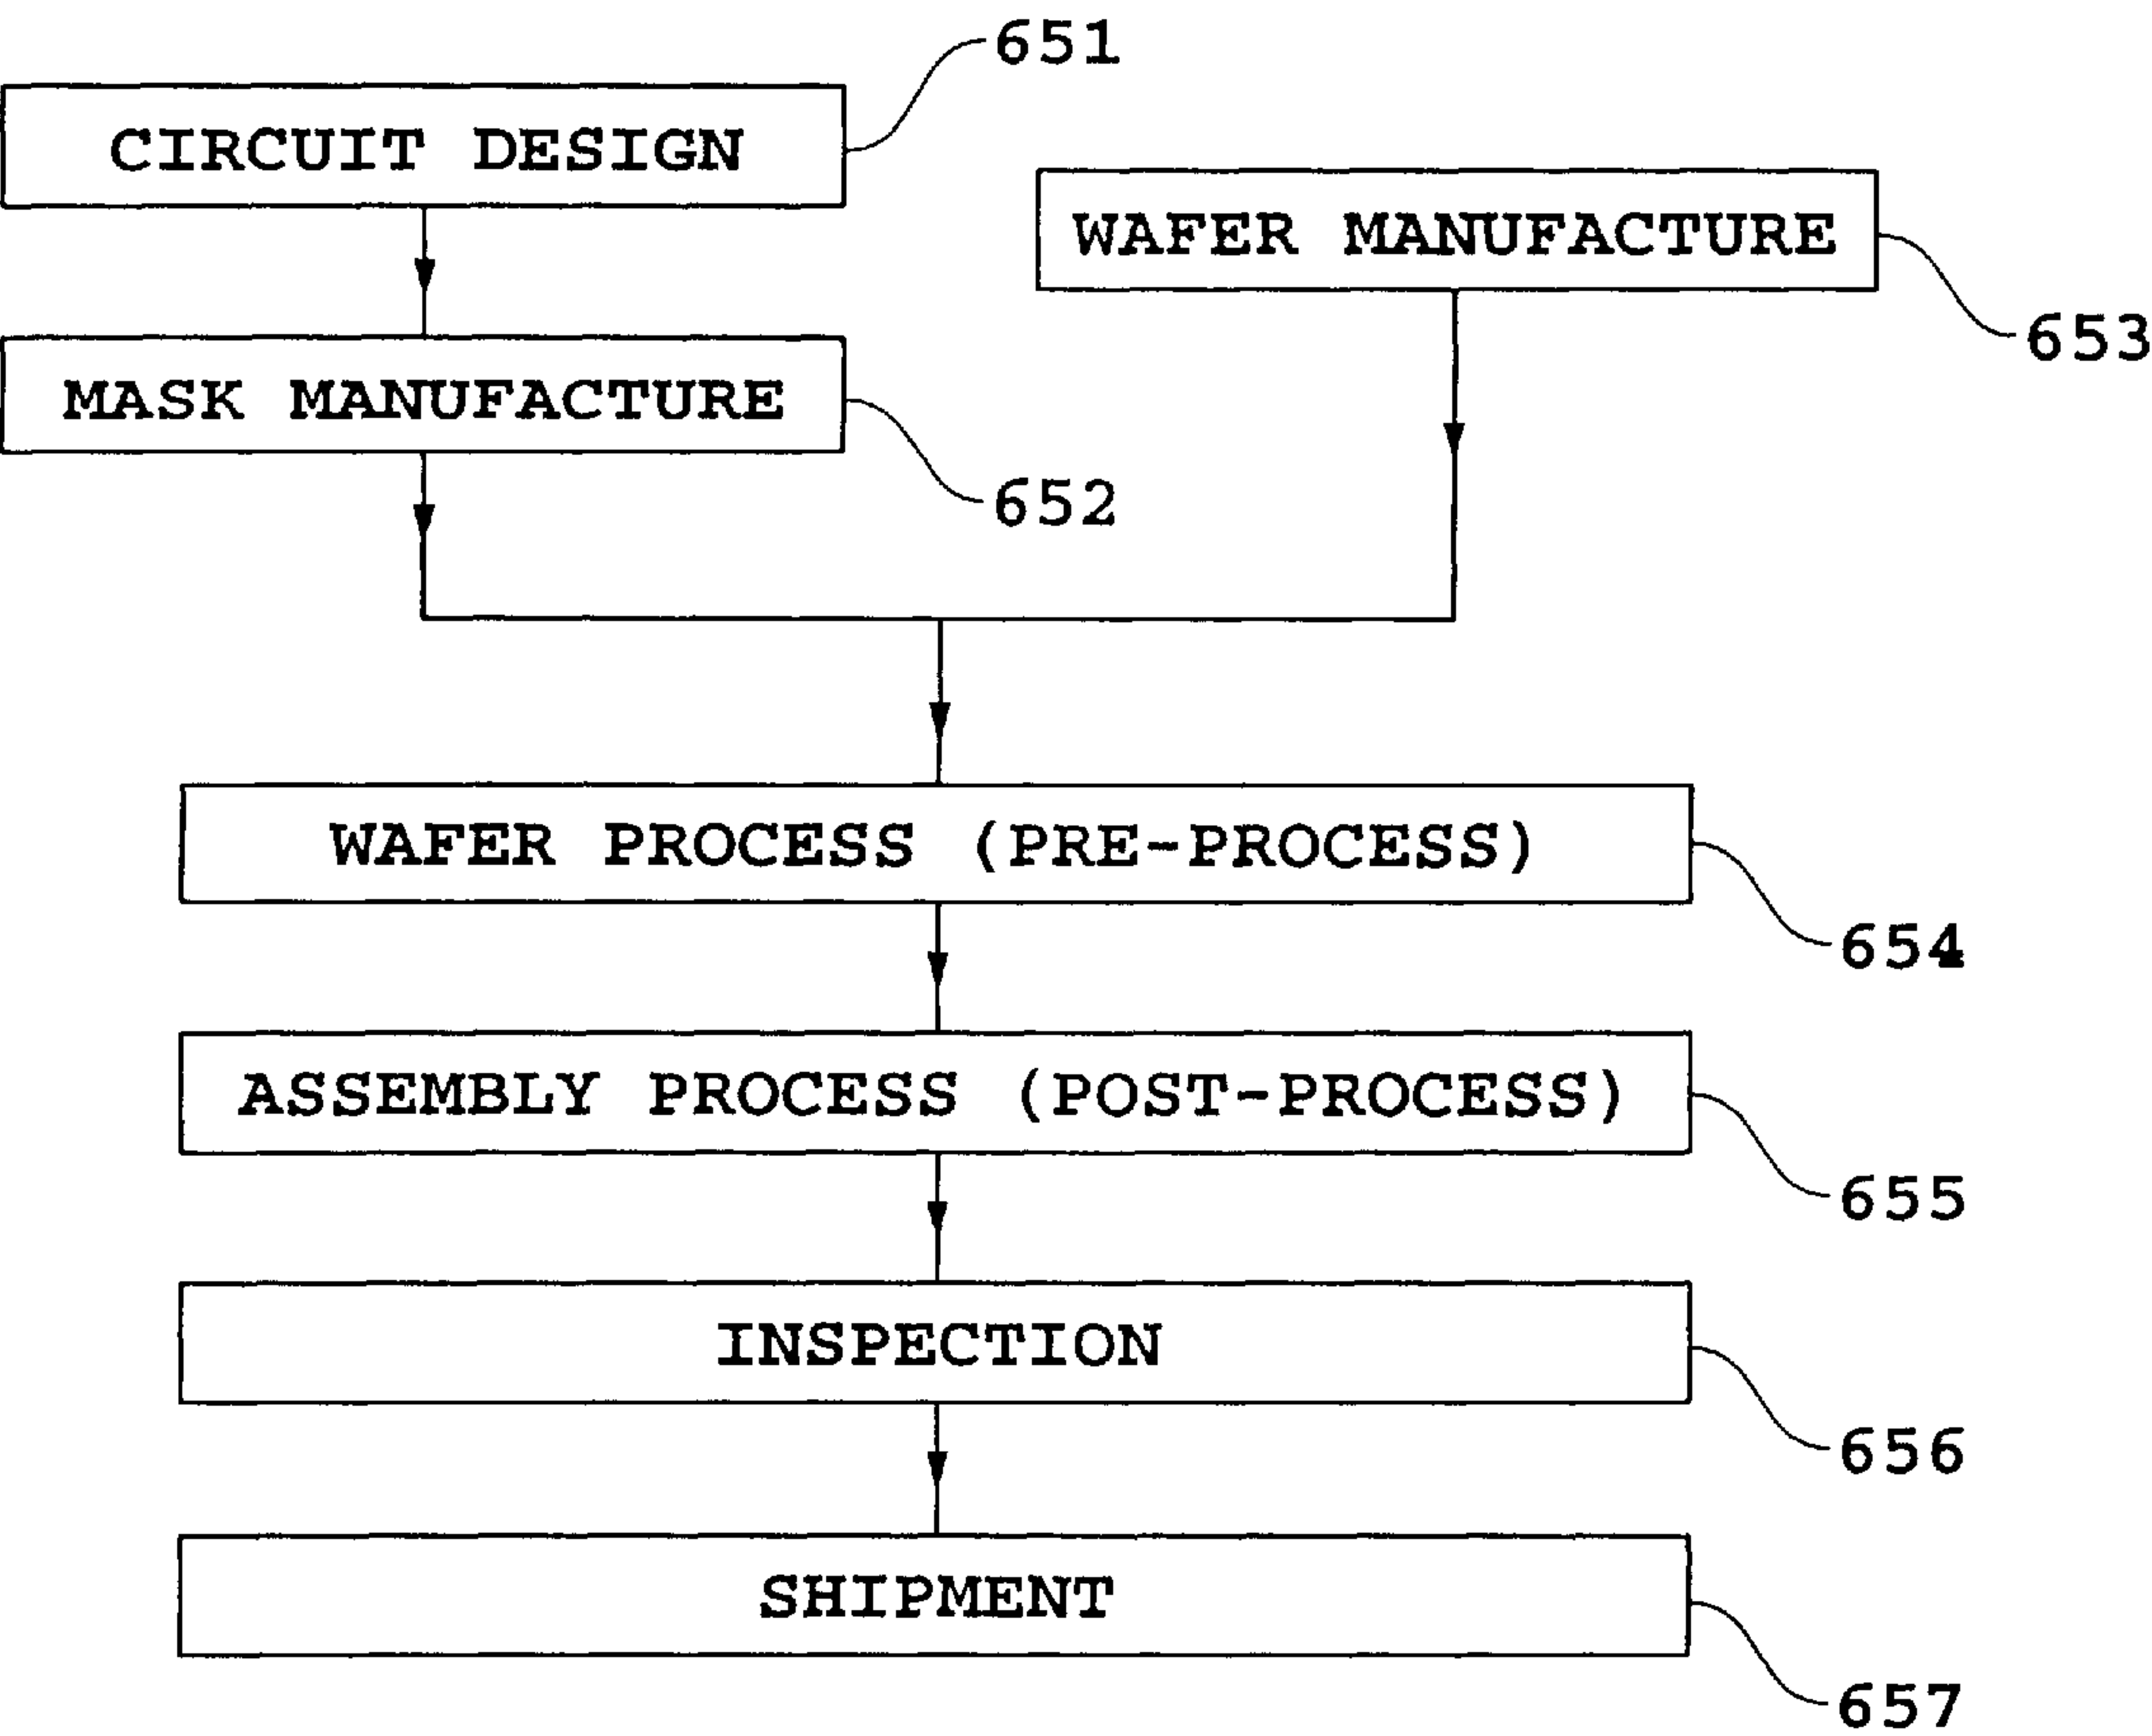 651
CIRCUIT DESIGN
WAFER MANUFACTURE
653
MASK MANUFACTURE
652
WAFER PROCESS (PRE-PROCESS)
654
ASSEMBLY PROCESS (POST-PROCESS)
655
INSPECTION
656
SHIPMENT
657